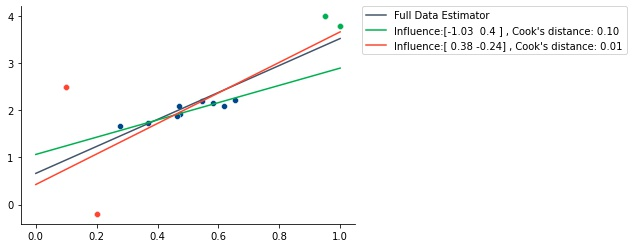 Full Data Estimator
Influence:[-1.03  0.4 ] , Cook's distance: 0.10
Influence:[ 0.38 -0.24] , Cook's distance: 0.01
4
3
2
1
0
0.0 0.2 0.4 0.6 0.8 1.0